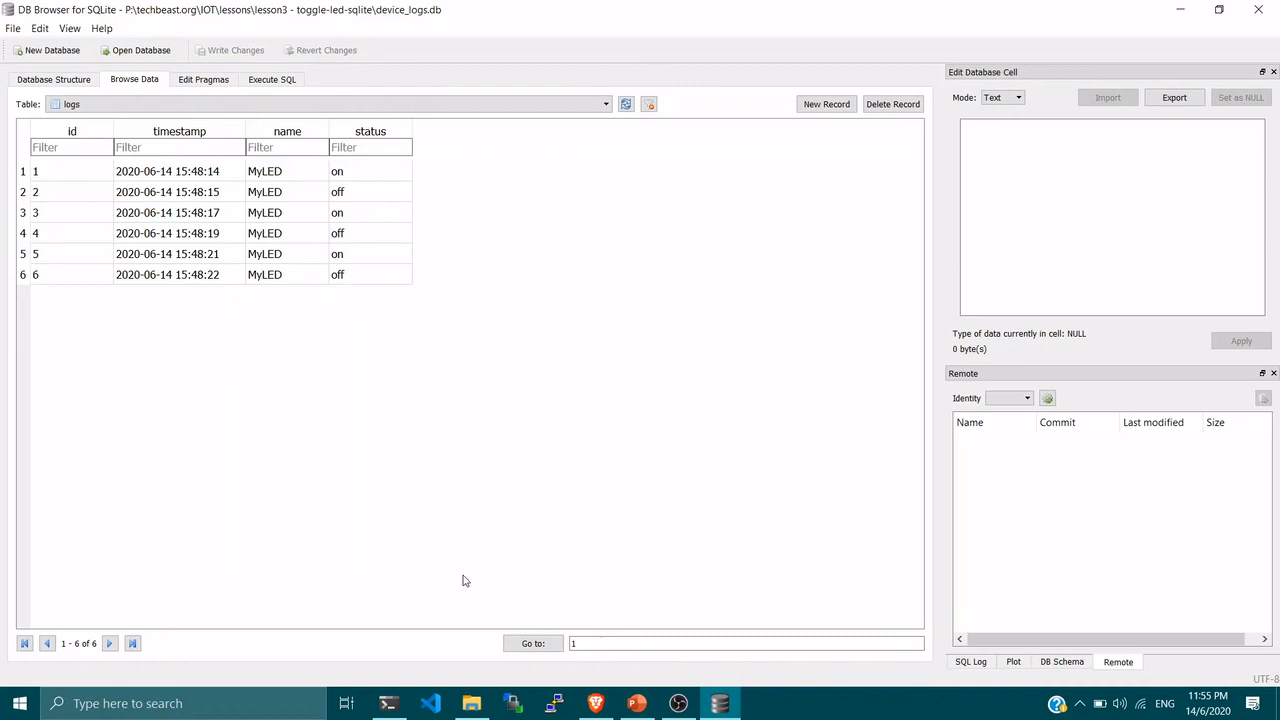 DB Browser for SQLite - P:\techbeast.org\IOT\lessons\lesson3 - toggle-led-sqlite\device_logs.db
File Edit View Help
New Database Open Database Write Changes Revert Changes
Database Structure Browse Data Edit Pragmas Execute SQL
Table: logs New Record Delete Record
id timestamp name status
Filter Filter Filter Filter
1 1 2020-06-14 15:48:14 MyLED on
2 2 2020-06-14 15:48:15 MyLED off
3 3 2020-06-14 15:48:17 MyLED on
4 4 2020-06-14 15:48:19 MyLED off
5 5 2020-06-14 15:48:21 MyLED on
6 6 2020-06-14 15:48:22 MyLED off
1 - 6 of 6 Go to: 1
Edit Database Cell
Mode: Text Import Export Set as NULL
Type of data currently in cell: NULL
0 byte(s)
Apply
Remote
Identity
Name Commit Last modified Size
SQL Log Plot DB Schema Remote
UTF-8
Type here to search
ENG
11:55 PM
14/6/2020